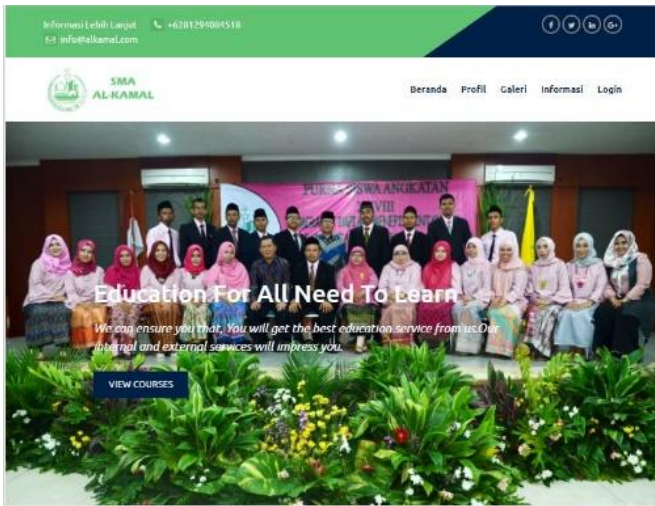 Informasi Lebih Lanjut +6281294084518
info@alkamal.com
SMA
AL-KAMAL
Beranda Profil Galeri Informasi Login
ANGKATAN
Education For All Need To Learn
We can ensure you that, You will get the best education service from us.Our
internal and external services will impress you.
VIEW COURSES